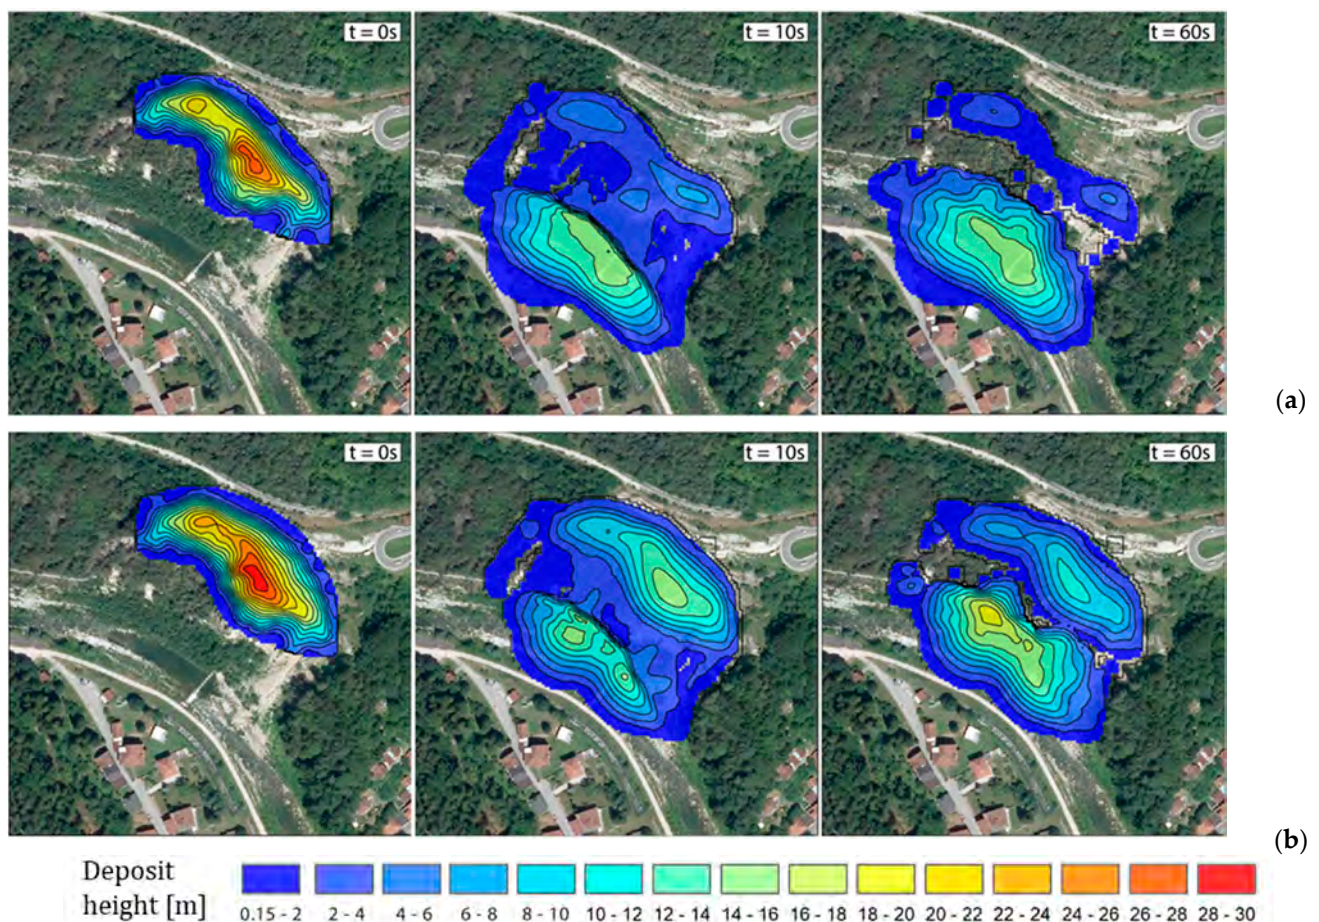 t = 0s
t = 10s
t = 60s
(a)
t = 0s
t = 10s
t = 60s
(b)
Deposit
height [m]
0.15 - 2
2 - 4
4 - 6
6 - 8
8 - 10
10 - 12
12 - 14
14 - 16
16 - 18
18 - 20
20 - 22
22 - 24
24 - 26
26 - 28
28 - 30